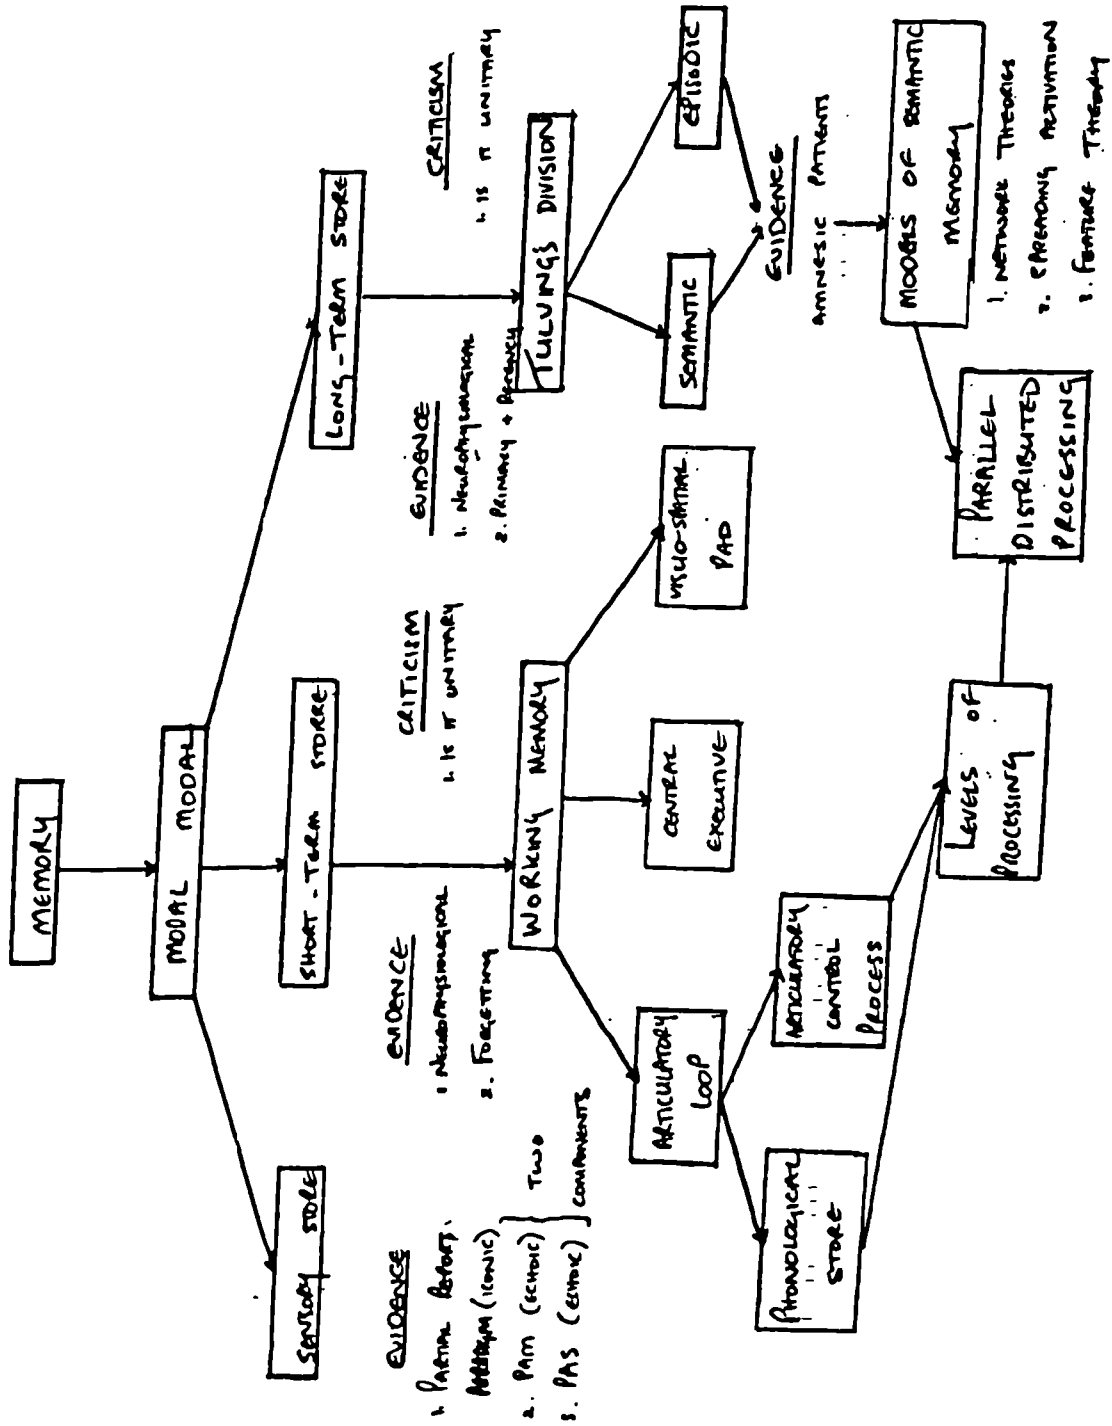 MEMORY
MODAL MODAL
SENSORY STORE
SHORT-TERM STORRE
LONG-TERM STORE
EVIDENCE
1. PARTIAL REPORT.
PARADIGM (ICONIC)
2. PAM (ECHOIC)
3. PAS (ECHOIC)
TWO
COMPONENTS
EVIDENCE
1 NEUROPHYSIOLOGICAL
2. FORGETTING
CRITICISM
1. IS IT UNITARY
EVIDENCE
1. NEUROPHYSIOLOGICAL
2. PRIMARY + RECENCY
CRITICISM
1. IS IT UNITARY
WORKING MEMORY
TULVING'S DIVISION
ARTICULATORY
LOOP
CENTRAL
EXECUTIVE
VISUO-SPATIAL
PAD
SEMANTIC
EPISODIC
PHONOLOGICAL
STORE
ARTICULATORY
CONTROL
PROCESS
EVIDENCE
AMNESIC PATIENTS
LEVELS OF
PROCESSING
PARALLEL
DISTRIBUTED
PROCESSING
MODELS OF SEMANTIC
MEMORY
1. NETWORK THEORIES
2. SPREADING ACTIVATION
3. FEATURE THEORY